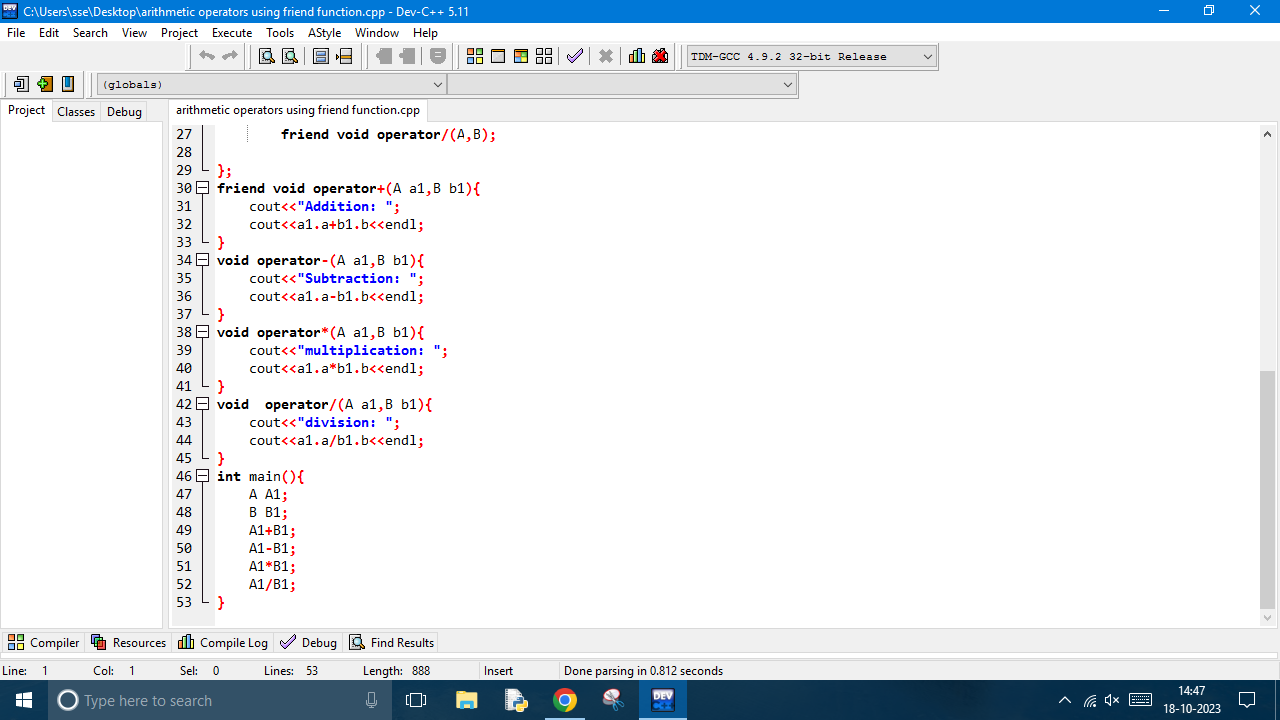 C:\Users\sse\Desktop\arithmetic operators using friend function.cpp - Dev-C++ 5.11
File Edit Search View Project Execute Tools AStyle Window Help
TDM-GCC 4.9.2 32-bit Release
(globals)
Project Classes Debug
arithmetic operators using friend function.cpp
27 friend void operator/(A,B);
28
29 };
30 friend void operator+(A a1,B b1){
31 cout<<"Addition: ";
32 cout<<a1.a+b1.b<<endl;
33 }
34 void operator-(A a1,B b1){
35 cout<<"Subtraction: ";
36 cout<<a1.a-b1.b<<endl;
37 }
38 void operator*(A a1,B b1){
39 cout<<"multiplication: ";
40 cout<<a1.a*b1.b<<endl;
41 }
42 void  operator/(A a1,B b1){
43 cout<<"division: ";
44 cout<<a1.a/b1.b<<endl;
45 }
46 int main(){
47 A A1;
48 B B1;
49 A1+B1;
50 A1-B1;
51 A1*B1;
52 A1/B1;
53 }
Compiler Resources Compile Log Debug Find Results
Line: 1 Col: 1 Sel: 0 Lines: 53 Length: 888 Insert Done parsing in 0.812 seconds
Type here to search
DEV
14:47
18-10-2023